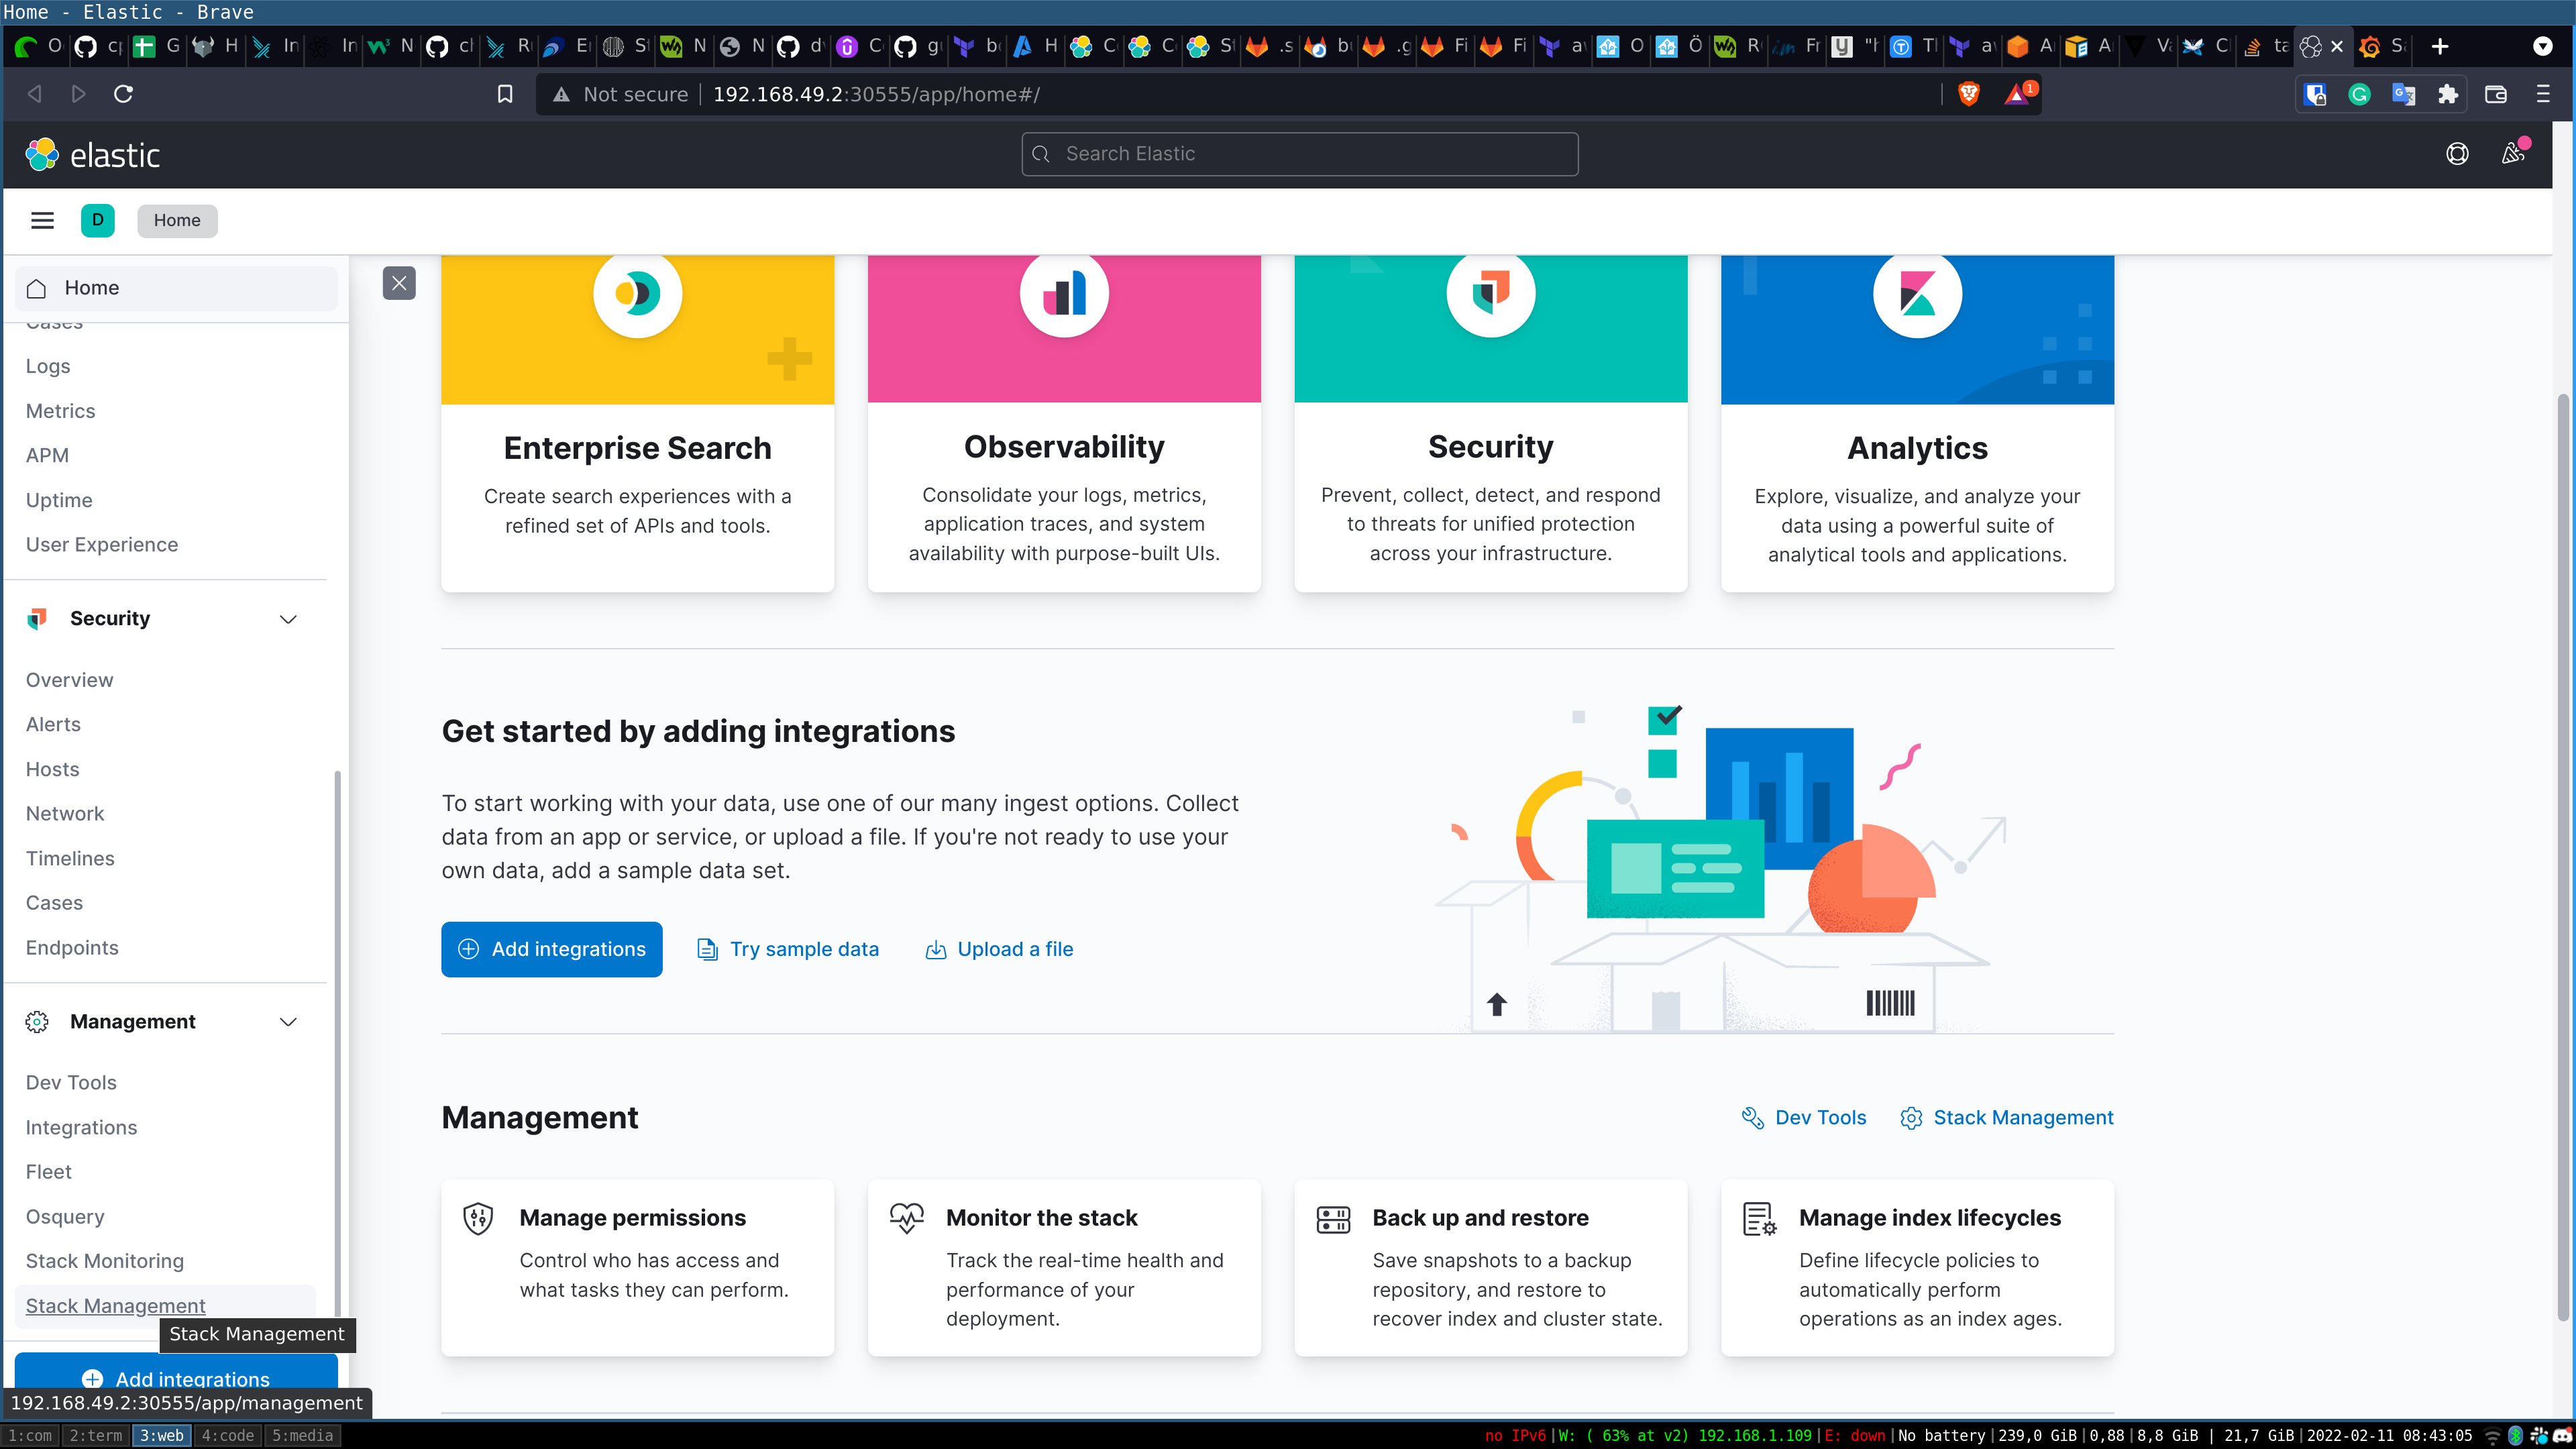 Home - Elastic - Brave
Not secure | 192.168.49.2:30555/app/home#/
1
elastic
Search Elastic
D
Home
Home
Cases
Logs
Metrics
APM
Uptime
User Experience
Security
Overview
Alerts
Hosts
Network
Timelines
Cases
Endpoints
Management
Dev Tools
Integrations
Fleet
Osquery
Stack Monitoring
Stack Management
Stack Management
Add integrations
192.168.49.2:30555/app/management
Enterprise Search
Create search experiences with a
refined set of APIs and tools.
Observability
Consolidate your logs, metrics,
application traces, and system
availability with purpose-built UIs.
Security
Prevent, collect, detect, and respond
to threats for unified protection
across your infrastructure.
Analytics
Explore, visualize, and analyze your
data using a powerful suite of
analytical tools and applications.
Get started by adding integrations
To start working with your data, use one of our many ingest options. Collect
data from an app or service, or upload a file. If you're not ready to use your
own data, add a sample data set.
Add integrations
Try sample data
Upload a file
Management
Dev Tools
Stack Management
Manage permissions
Control who has access and
what tasks they can perform.
Monitor the stack
Track the real-time health and
performance of your
deployment.
Back up and restore
Save snapshots to a backup
repository, and restore to
recover index and cluster state.
Manage index lifecycles
Define lifecycle policies to
automatically perform
operations as an index ages.
1:com 2:term 3:web 4:code 5:media
no IPv6|W: ( 63% at v2) 192.168.1.109|E: down|No battery|239,0 GiB|0,88|8,8 GiB | 21,7 GiB|2022-02-11 08:43:05